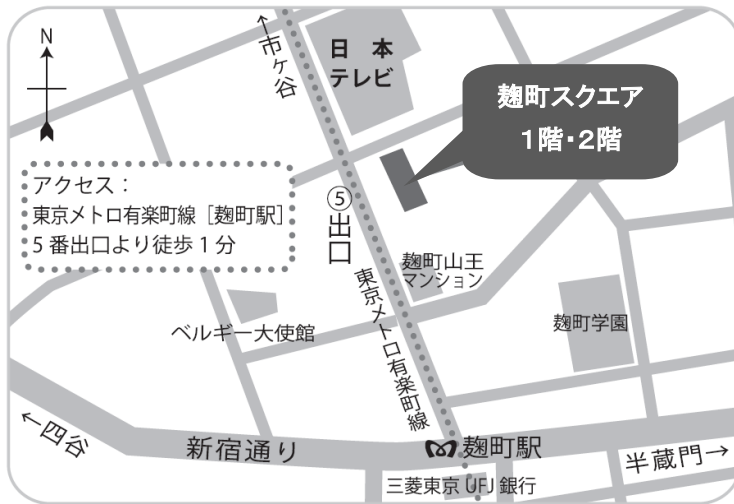 N
←市ヶ谷
日本
テレビ
麹町スクエア
1階・2階
アクセス：
東京メトロ有楽町線［麹町駅］
5番出口より徒歩1分
⑤出口
麹町山王
マンション
東京メトロ有楽町線
ベルギー大使館
麹町学園
←四谷
新宿通り
麹町駅
半蔵門→
三菱東京UFJ銀行